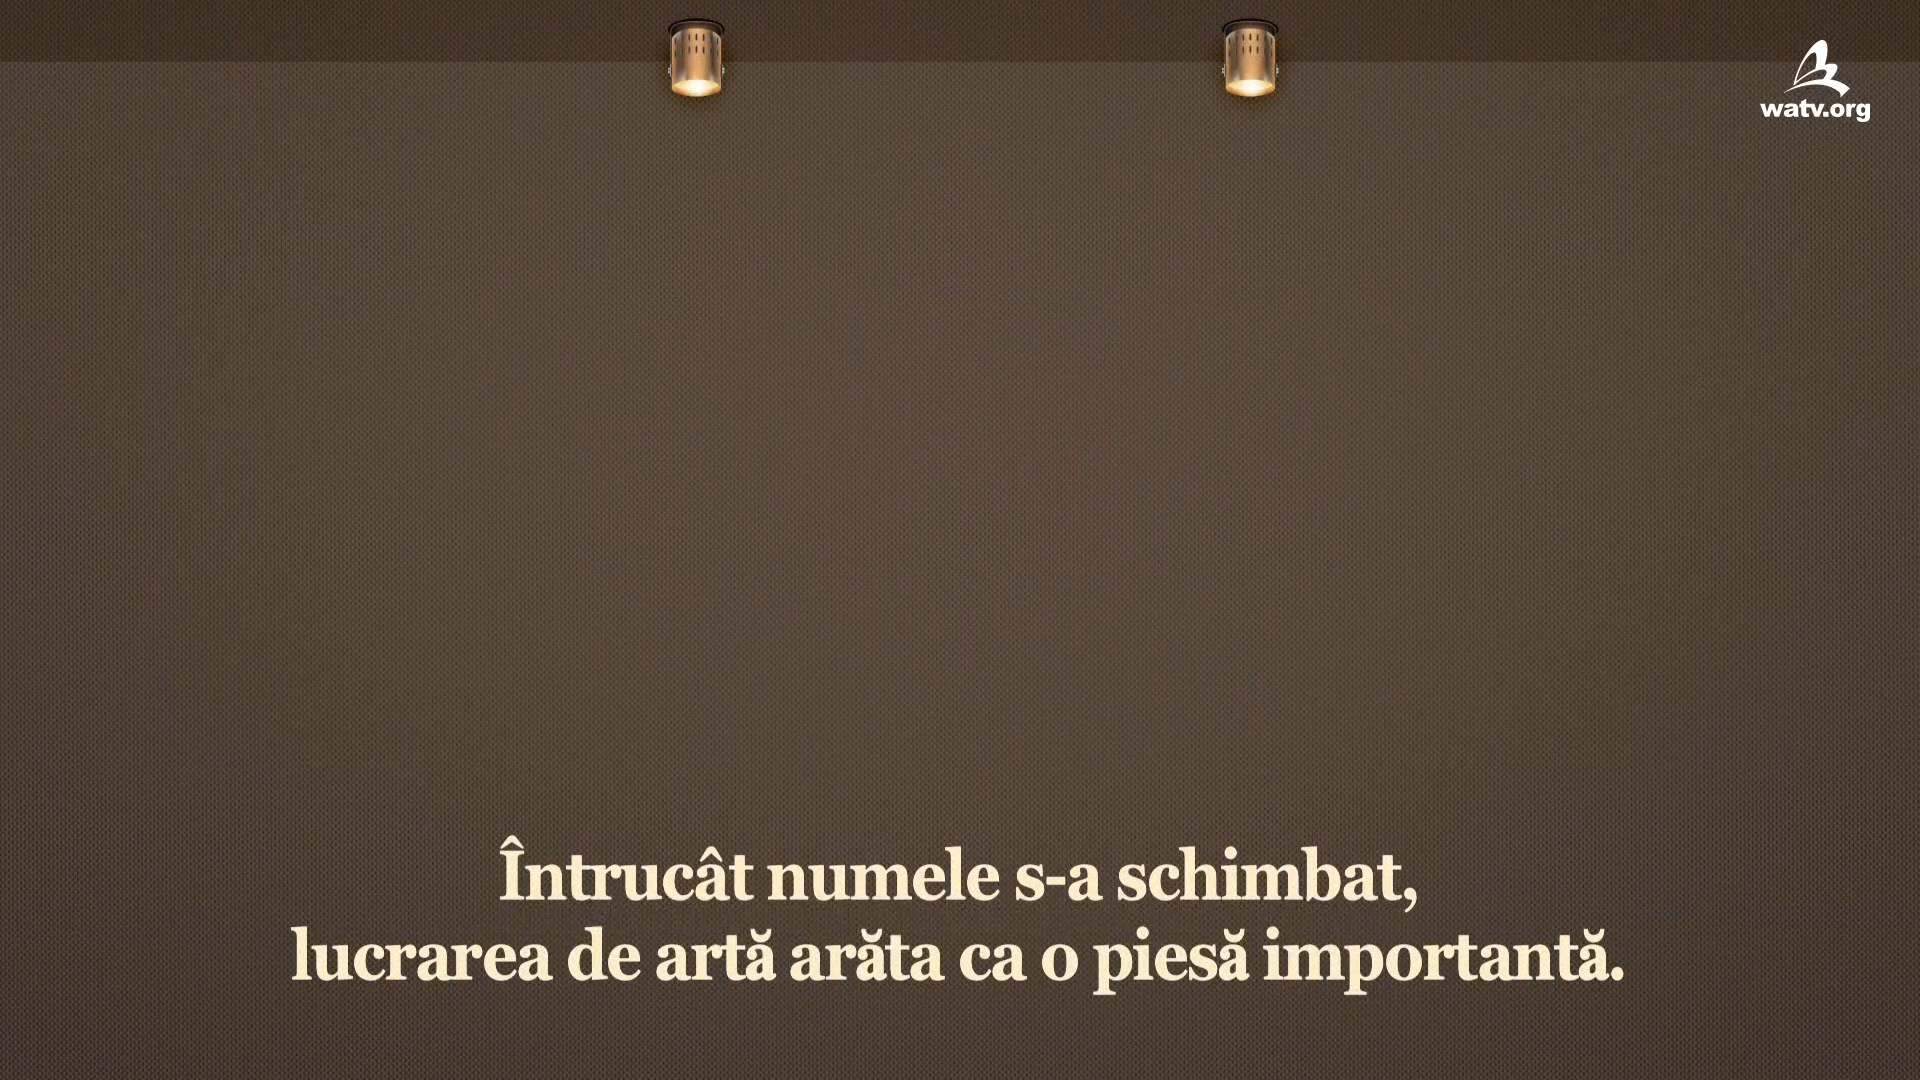 watv.org
Întrucât numele s-a schimbat,
lucrarea de artă arăta ca o piesă importantă.